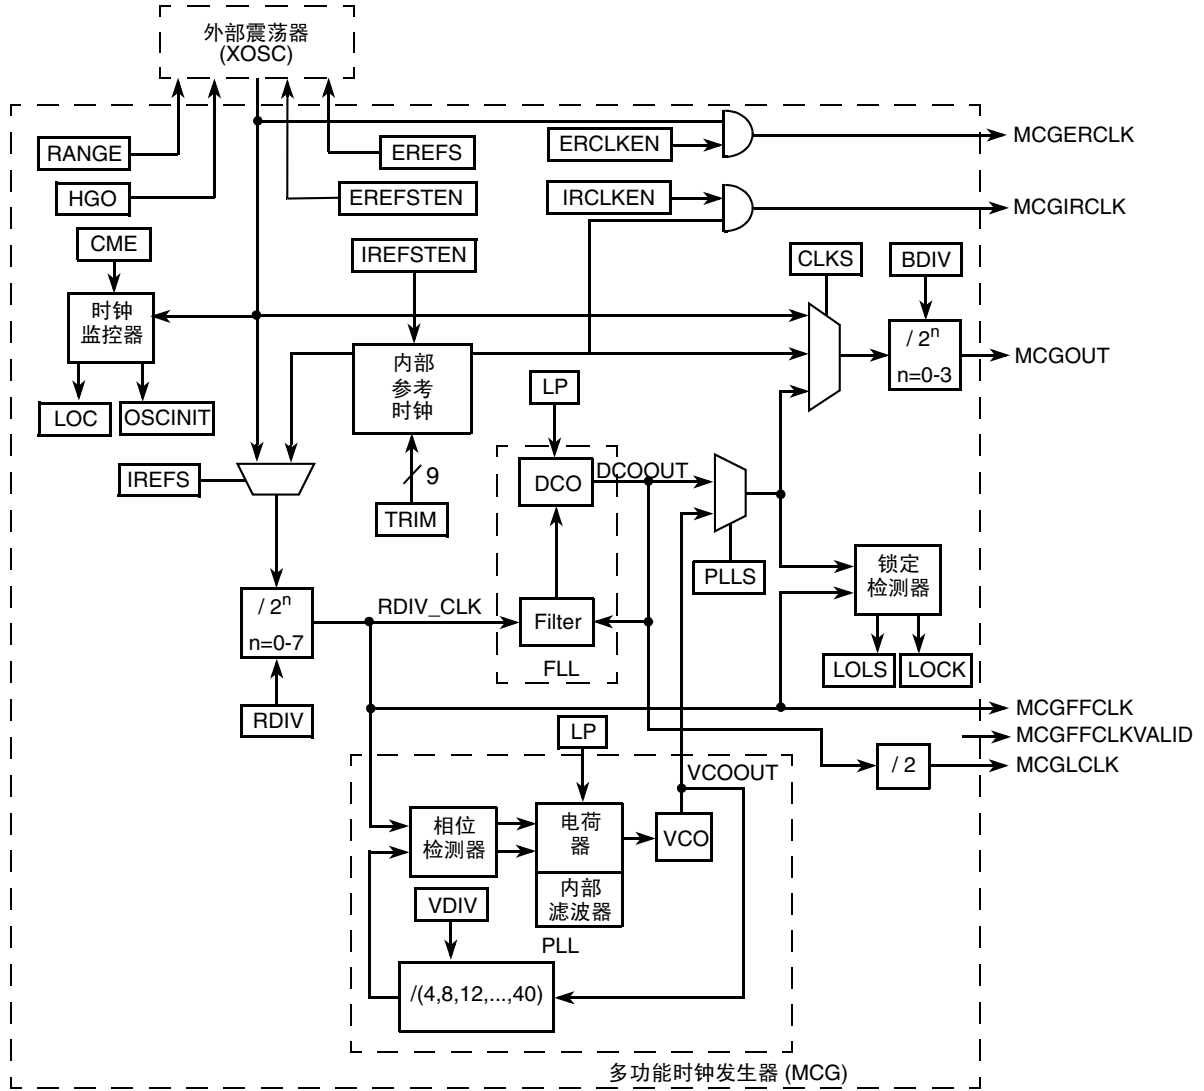 外部震荡器
(XOSC)
RANGE
EREFS
ERCLKEN
MCGERCLK
HGO
EREFSTEN
IRCLKEN
MCGIRCLK
CME
IREFSTEN
CLKS
BDIV
时钟
监控器
内部
参考
时钟
/ 2n
n=0-3
MCGOUT
LP
LOC
OSCINIT
IREFS
9
TRIM
DCO
DCOOUT
PLLS
锁定
检测器
/ 2n
n=0-7
RDIV_CLK
Filter
FLL
LOLS
LOCK
RDIV
MCGFFCLK
MCGFFCLKVALID
LP
/ 2
MCGLCLK
VCOOUT
相位
检测器
电荷
器
VCO
内部
滤波器
VDIV
PLL
/(4,8,12,...,40)
多功能时钟发生器 (MCG)